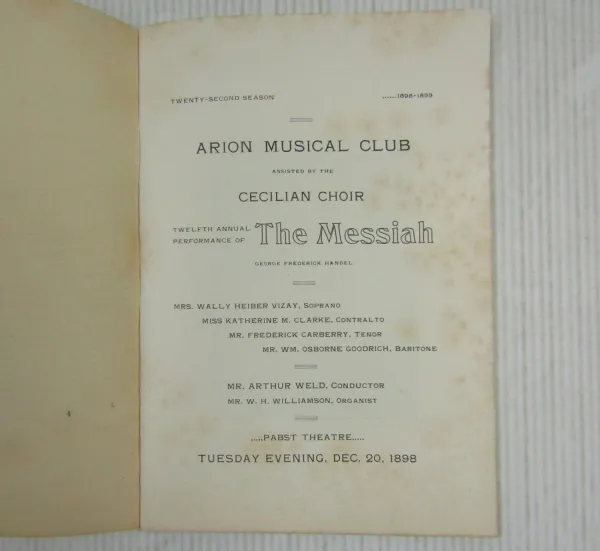 TWENTY-SECOND SEASON ......1898-1899
ARION MUSICAL CLUB
ASSISTED BY THE
CECILIAN CHOIR
TWELFTH ANNUAL
PERFORMANCE OF The Messiah
GEORGE FREDERICK HANDEL
MRS. WALLY HEIBER VIZAY, SOPRANO
MISS KATHERINE M. CLARKE, CONTRALTO
MR. FREDERICK CARBERRY, TENOR
MR. WM. OSBORNE GOODRICH, BARITONE
MR. ARTHUR WELD, CONDUCTOR
MR. W. H. WILLIAMSON, ORGANIST
....PABST THEATRE.....
TUESDAY EVENING, DEC. 20, 1898